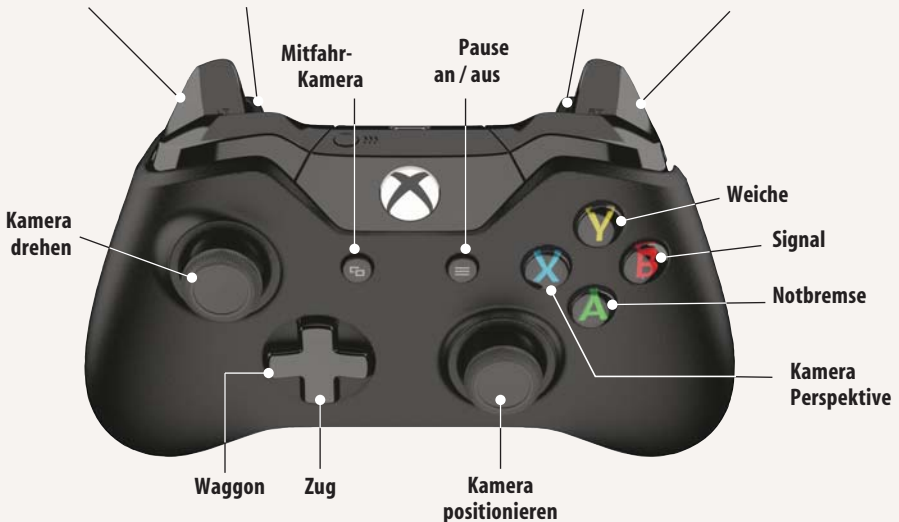 Mitfahr-
Kamera
Pause
an / aus
Kamera
drehen
Y
Weiche
B
Signal
X
A
Notbremse
Kamera
Perspektive
Waggon
Zug
Kamera
positionieren